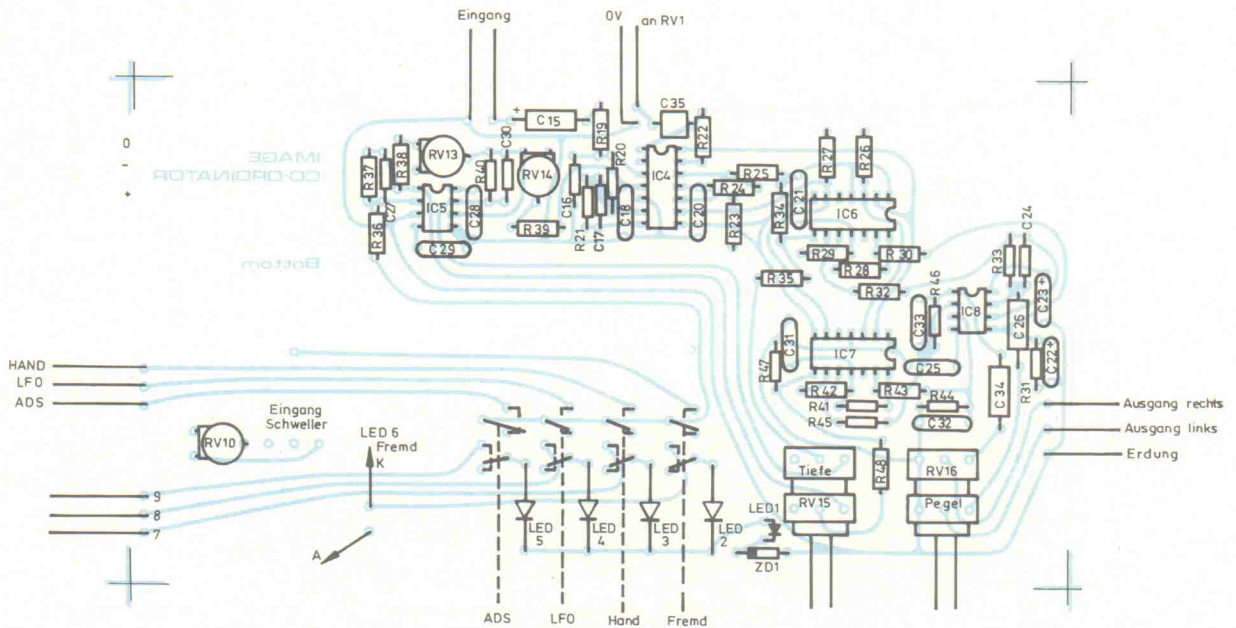 Eingang
0V
an RV1
0
-
+
IMAGE
CO-ORDINATOR
Bottom
R37
C27
R38
RV13
R40
C30
+
C15
R19
C35
R22
RV14
C16
R21
C17
R20
C18
IC4
C20
R24
R25
R23
R34
C21
R27
R26
IC6
IC5
C28
R36
C29
R39
R29
R30
R28
R35
R32
R46
C33
IC8
R33
C24
C23 +
C26
C22 +
R31
C31
R47
IC7
C25
C34
R42
R43
R41
R44
R45
C32
R48
HAND
LFO
ADS
RV10
Eingang
Schweller
LED 6
Fremd
K
A
9
8
7
LED
5
LED
4
LED
3
LED
2
LED1
ZD1
Tiefe
RV15
RV16
Pegel
Ausgang rechts
Ausgang links
Erdung
ADS
LFO
Hand
Fremd